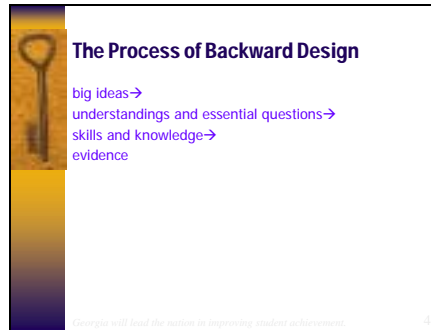 The Process of Backward Design
big ideas→
understandings and essential questions→
skills and knowledge→
evidence
Georgia will lead the nation in improving student achievement. 4